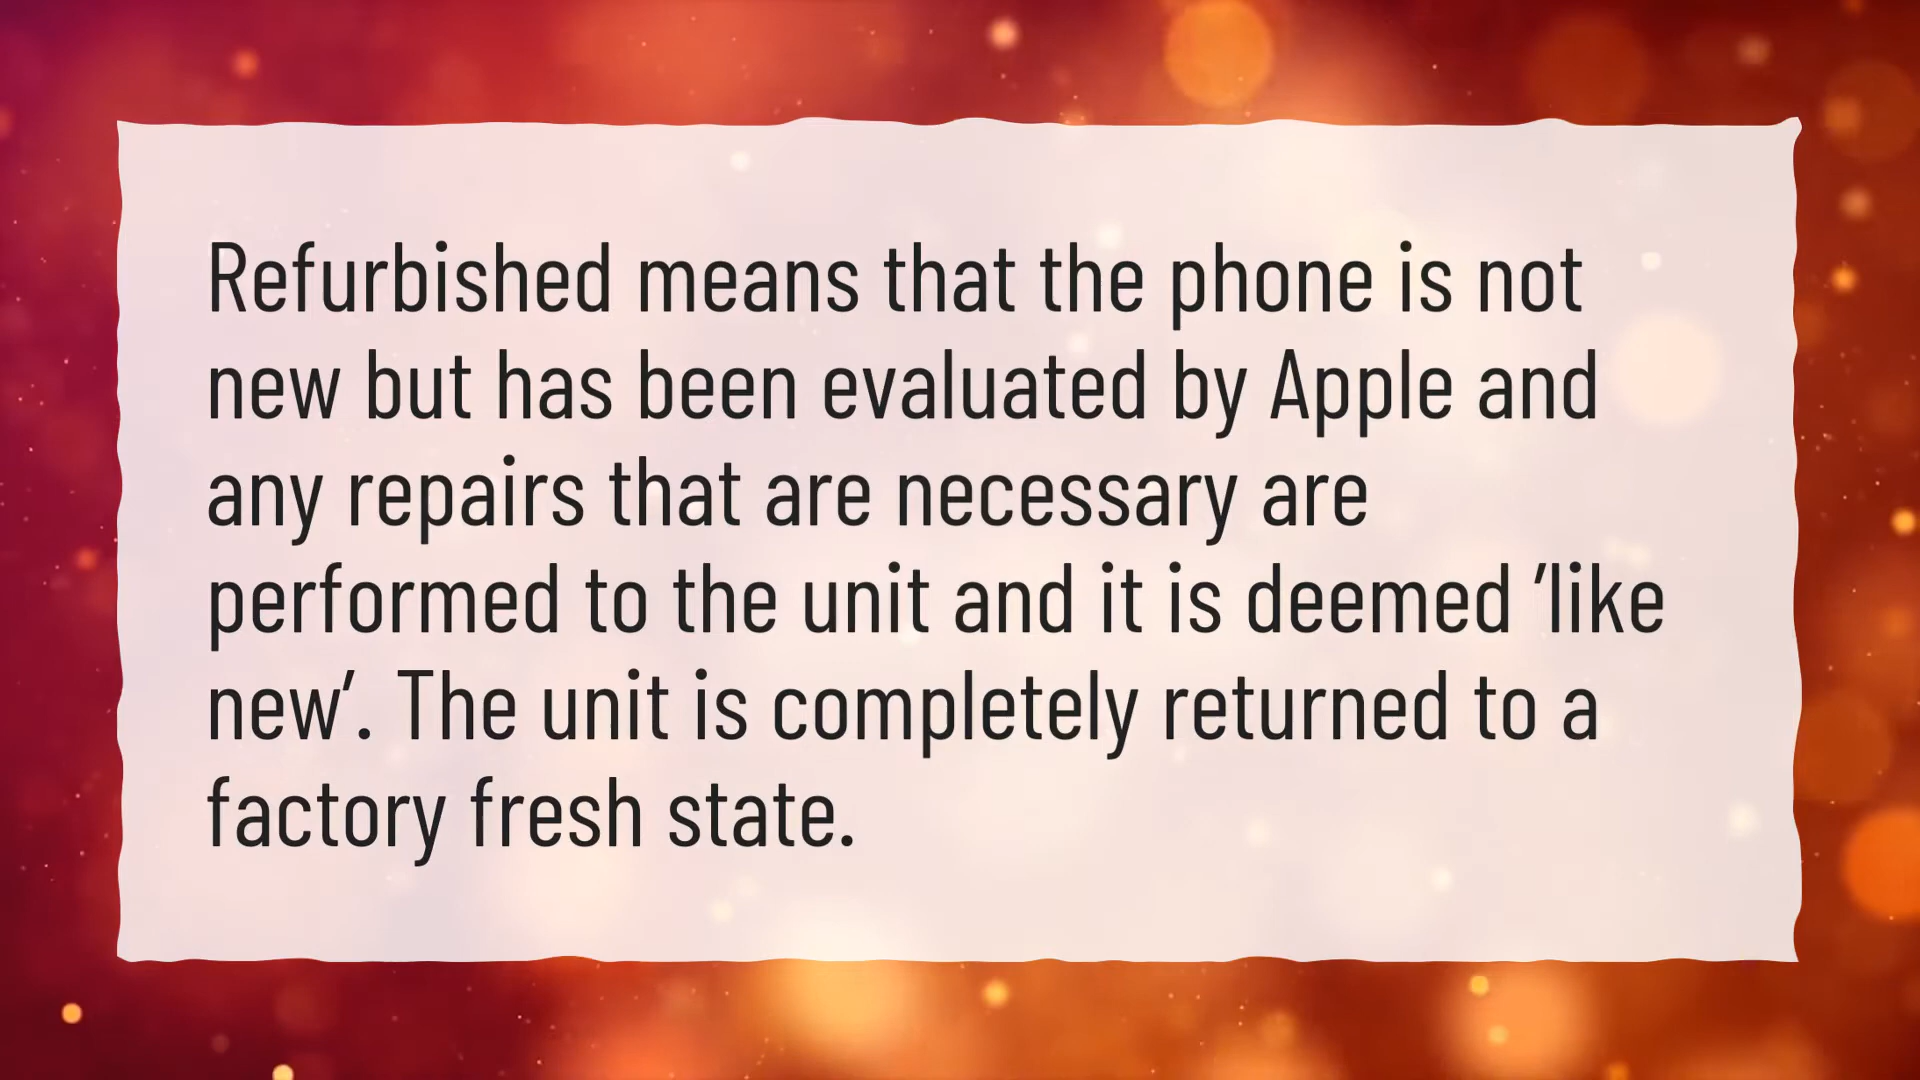 Refurbished means that the phone is not
new but has been evaluated by Apple and
any repairs that are necessary are
performed to the unit and it is deemed 'like
new'. The unit is completely returned to a
factory fresh state.